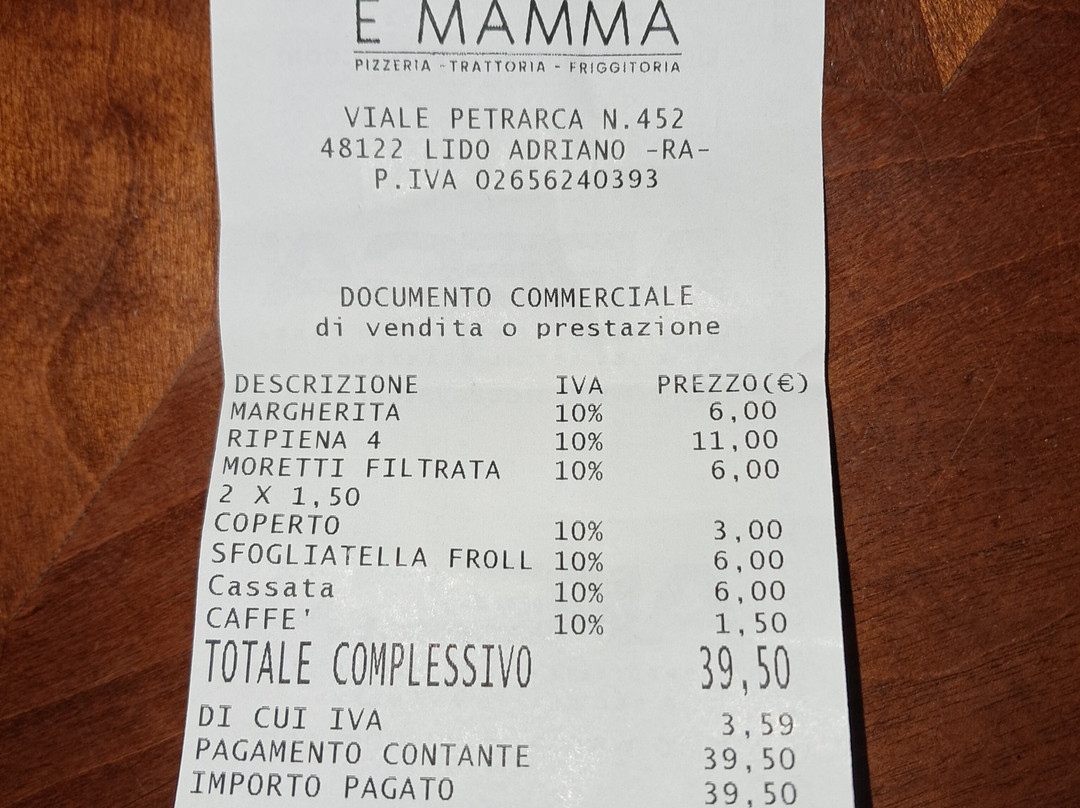 E MAMMA
PIZZERIA - TRATTORIA - FRIGGITORIA
VIALE PETRARCA N.452
48122 LIDO ADRIANO -RA-
P.IVA 02656240393
DOCUMENTO COMMERCIALE
di vendita o prestazione
DESCRIZIONE IVA PREZZO(€)
MARGHERITA 10% 6,00
RIPIENA 4 10% 11,00
MORETTI FILTRATA 10% 6,00
2 X 1,50
COPERTO 10% 3,00
SFOGLIATELLA FROLL 10% 6,00
Cassata 10% 6,00
CAFFE' 10% 1,50
TOTALE COMPLESSIVO 39,50
DI CUI IVA 3,59
PAGAMENTO CONTANTE 39,50
IMPORTO PAGATO 39,50